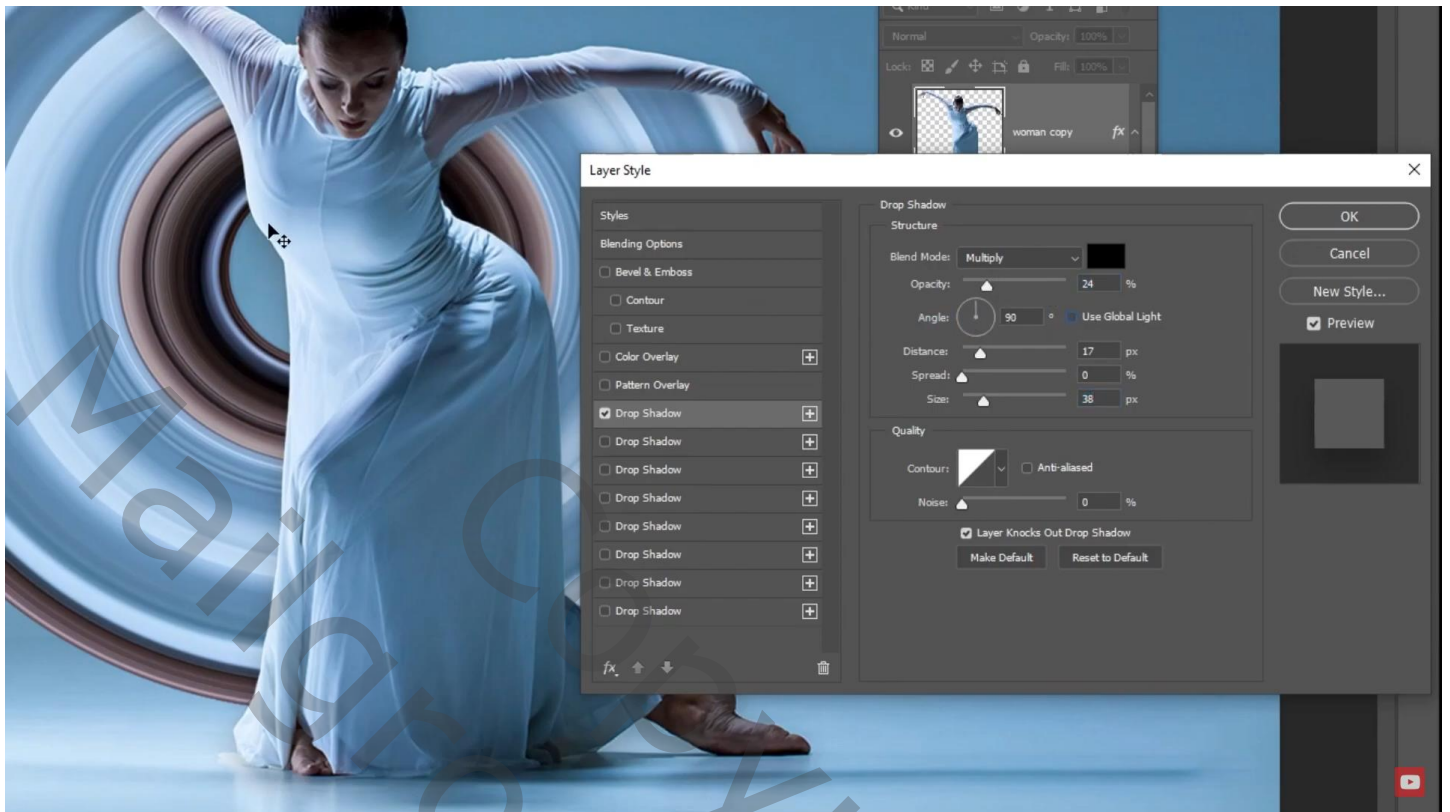 Normal
Opacity: 100%
Lock:
Fill: 100%
woman copy
fx
Layer Style
Styles
Blending Options
Bevel & Emboss
Contour
Texture
Color Overlay
Pattern Overlay
Drop Shadow
Drop Shadow
Drop Shadow
Drop Shadow
Drop Shadow
Drop Shadow
Drop Shadow
Drop Shadow
fx
Drop Shadow
Structure
Blend Mode: Multiply
Opacity: 24 %
Angle: 90 ° Use Global Light
Distance: 17 px
Spread: 0 %
Size: 38 px
Quality
Contour: Anti-aliased
Noise: 0 %
Layer Knocks Out Drop Shadow
Make Default Reset to Default
OK
Cancel
New Style...
Preview